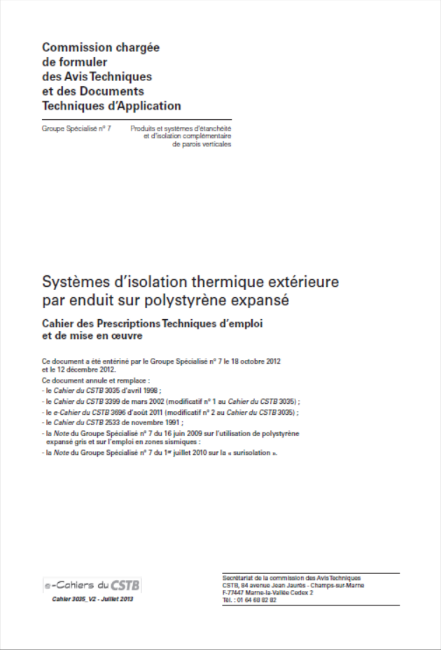 Commission chargée
de formuler
des Avis Techniques
et des Documents
Techniques d'Application
Groupe Spécialisé n° 7
Produits et systèmes d'étanchéité
et d'isolation complémentaire
de parois verticales
Systèmes d'isolation thermique extérieure
par enduit sur polystyrène expansé
Cahier des Prescriptions Techniques d'emploi
et de mise en œuvre
Ce document a été entériné par le Groupe Spécialisé n° 7 le 18 octobre 2012
et le 12 décembre 2012.
Ce document annule et remplace :
- le Cahier du CSTB 3035 d'avril 1998 ;
- le Cahier du CSTB 3399 de mars 2002 (modificatif n° 1 au Cahier du CSTB 3035) ;
- le e-Cahier du CSTB 3696 d'août 2011 (modificatif n° 2 au Cahier du CSTB 3035) ;
- le Cahier du CSTB 2533 de novembre 1991 ;
- la Note du Groupe Spécialisé n° 7 du 16 juin 2009 sur l'utilisation de polystyrène
expansé gris et sur l'emploi en zones sismiques :
- la Note du Groupe Spécialisé n° 7 du 1er juillet 2010 sur la « surisolation ».
e-Cahiers du CSTB
Cahier 3035_V2 - Juillet 2013
Secrétariat de la commission des Avis Techniques
CSTB, 84 avenue Jean Jaurès - Champs-sur-Marne
F-77447 Marne-la-Vallée Cedex 2
Tél. : 01 64 68 82 82